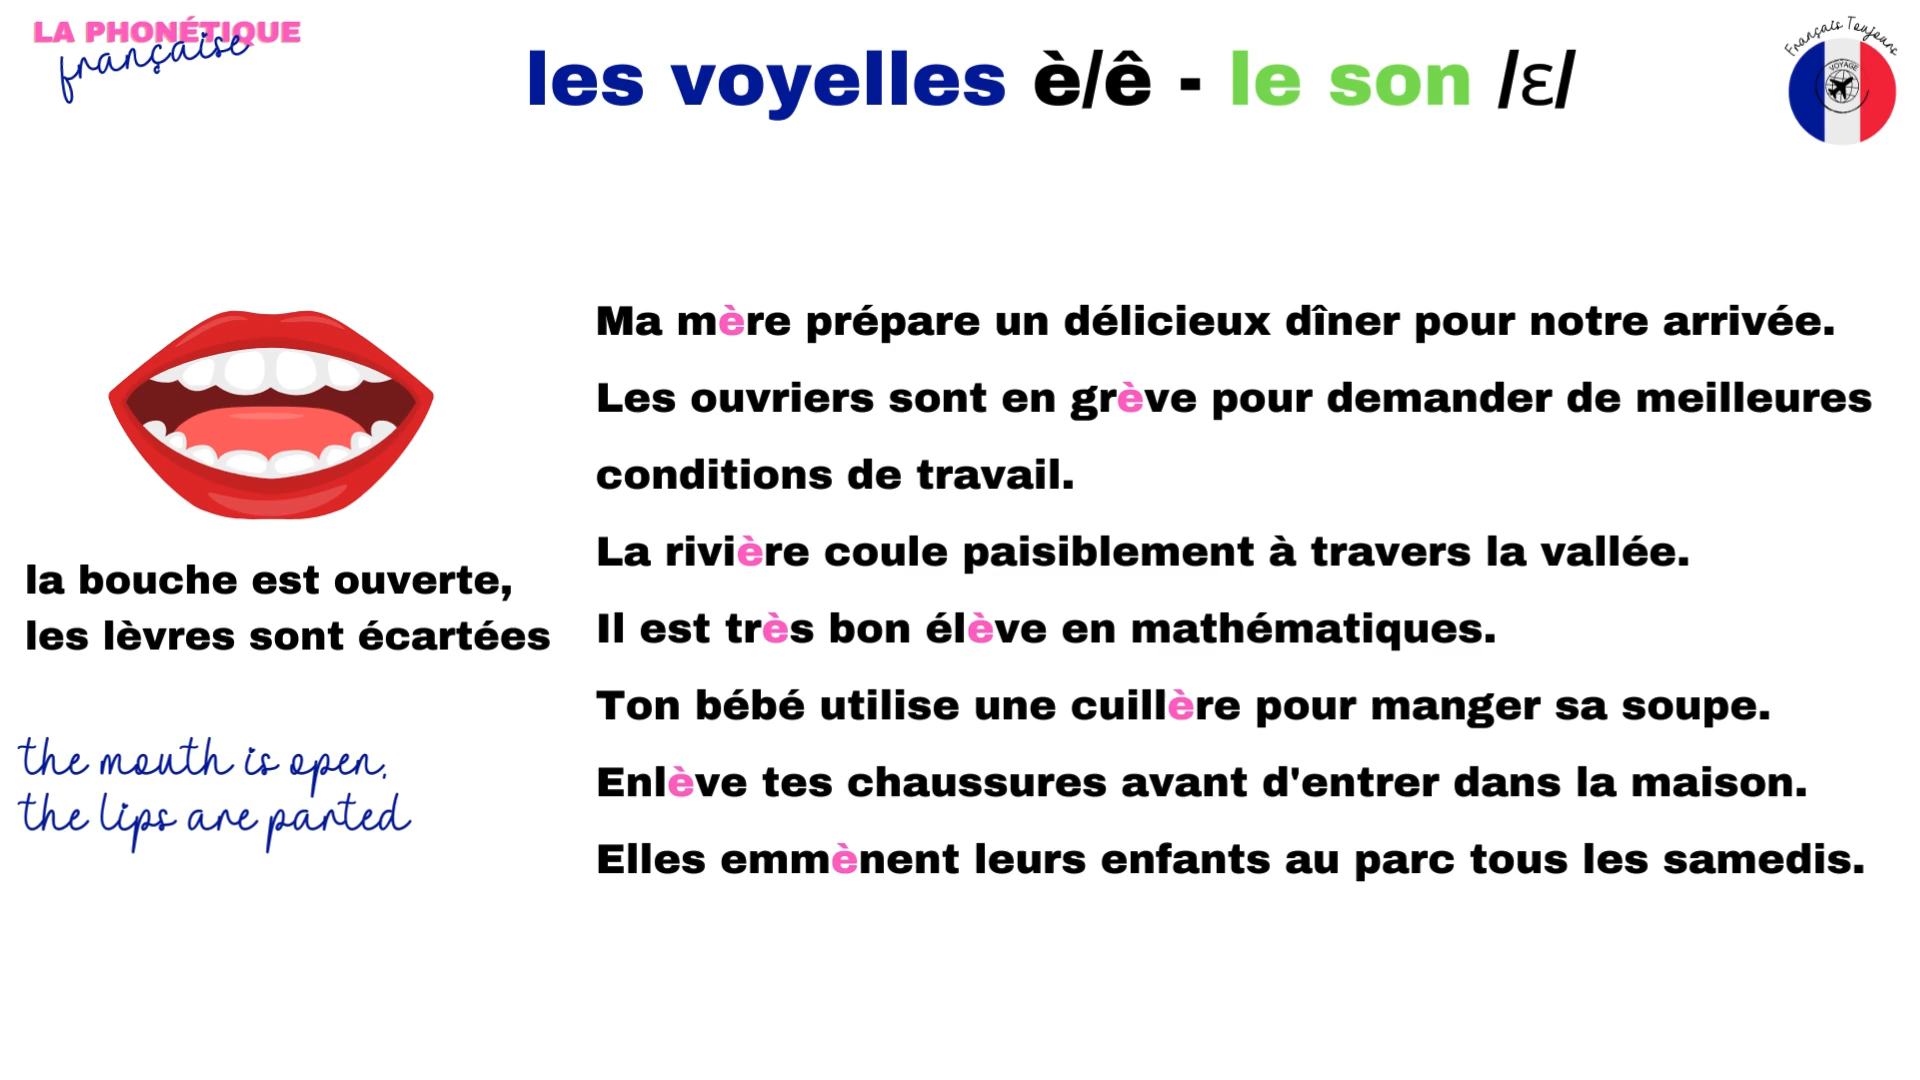 LA PHONÉTIQUE
française
les voyelles è/ê - le son /ɛ/
Français Toujours
VOYAGE
la bouche est ouverte,
les lèvres sont écartées
the mouth is open,
the lips are parted
Ma mère prépare un délicieux dîner pour notre arrivée.
Les ouvriers sont en grève pour demander de meilleures
conditions de travail.
La rivière coule paisiblement à travers la vallée.
Il est très bon élève en mathématiques.
Ton bébé utilise une cuillère pour manger sa soupe.
Enlève tes chaussures avant d'entrer dans la maison.
Elles emmènent leurs enfants au parc tous les samedis.